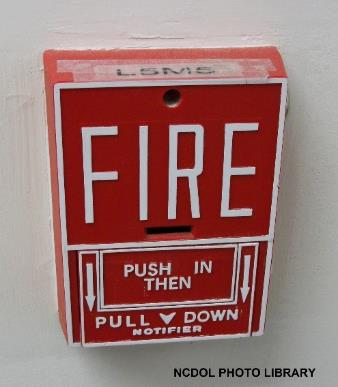 L5M5
FIRE
PUSH IN
THEN
PULL DOWN
NOTIFIER
NCDOL PHOTO LIBRARY